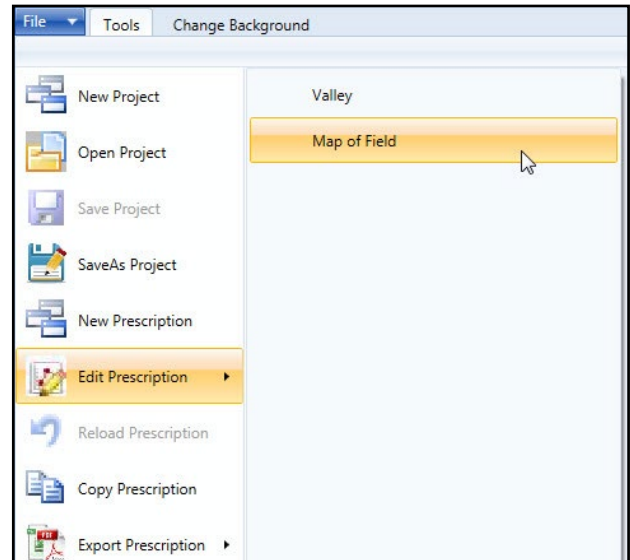 File Tools Change Background
New Project
Open Project
Save Project
SaveAs Project
New Prescription
Edit Prescription
Reload Prescription
Copy Prescription
Export Prescription
Valley
Map of Field